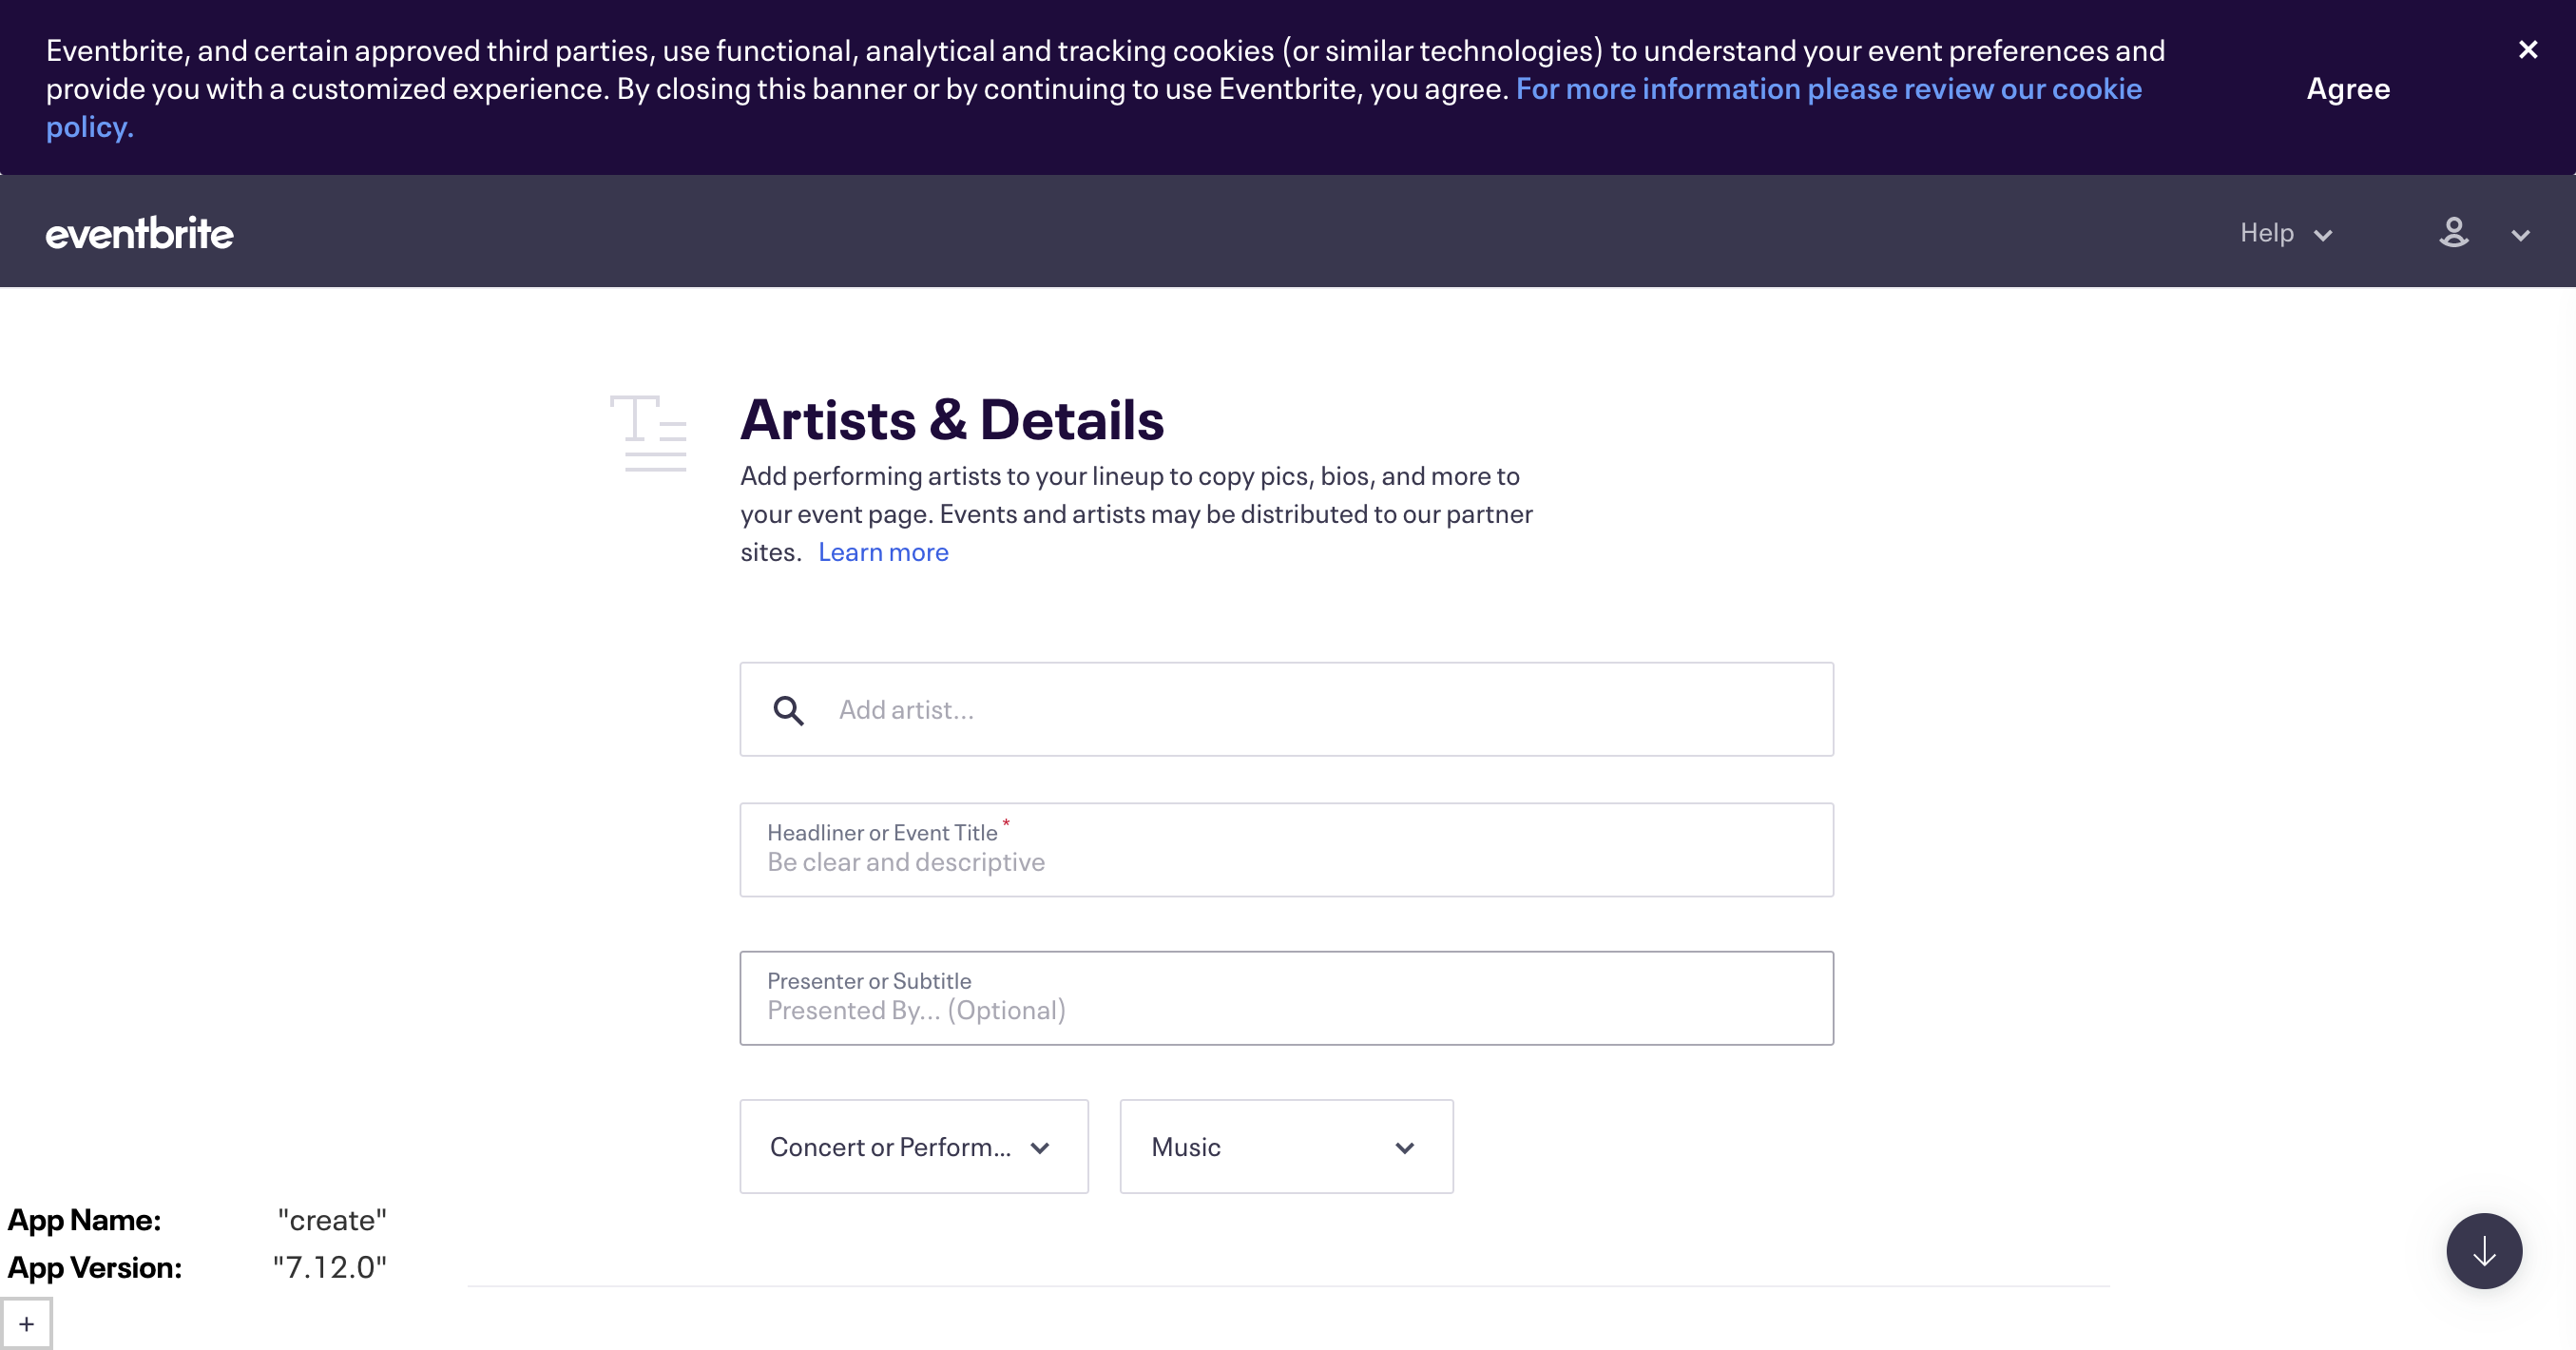 Eventbrite, and certain approved third parties, use functional, analytical and tracking cookies (or similar technologies) to understand your event preferences and
provide you with a customized experience. By closing this banner or by continuing to use Eventbrite, you agree. For more information please review our cookie
policy.
Agree
eventbrite
Help
Artists & Details
Add performing artists to your lineup to copy pics, bios, and more to
your event page. Events and artists may be distributed to our partner
sites. Learn more
Add artist...
Headliner or Event Title *
Be clear and descriptive
Presenter or Subtitle
Presented By... (Optional)
Concert or Perform... Music
App Name: "create"
App Version: "7.12.0"
+